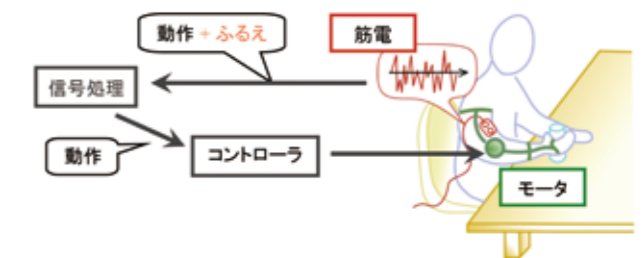 動作 + ふるえ
筋電
信号処理
動作
コントローラ
モータ